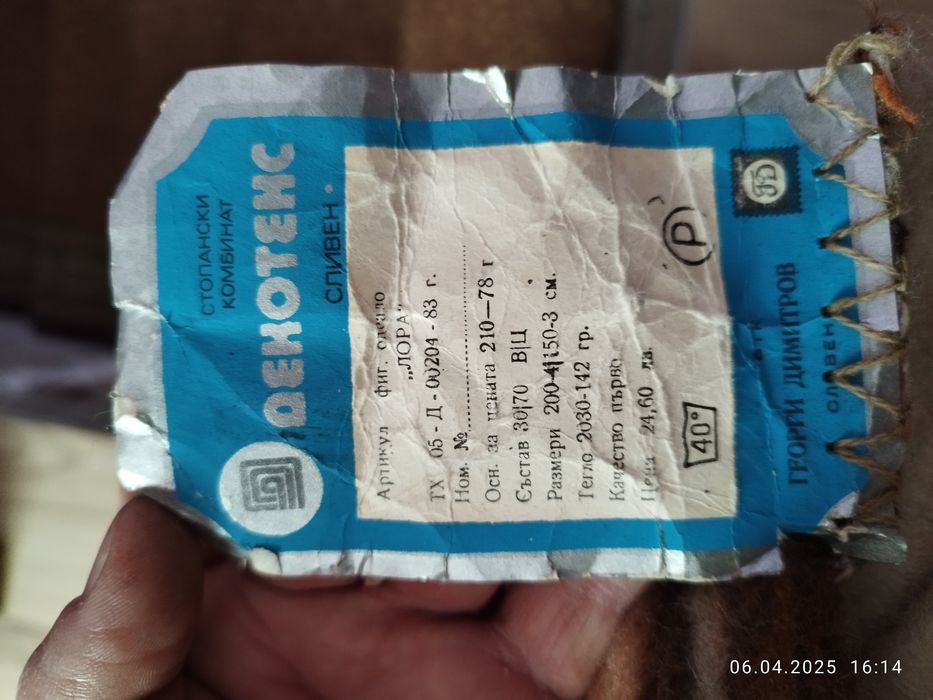 СТОПАНСКИ
КОМБИНАТ
ДЕКОТЕКС
СЛИВЕН
Артикул фиг. одеяло
„ЛОРА“
ТХ 05 - Д - 00204 - 83 г.
Ном. №
Осн. за цената 210—78 г
Състав 30|70 В|Ц
Размери 200-4|150-3 см.
Тегло 2030-142 гр.
Качество първо
Цена 24,60 лв.
40°
P
ГД
ДТК
ГЕОРГИ ДИМИТРОВ
СЛИВЕН
06.04.2025 16:14